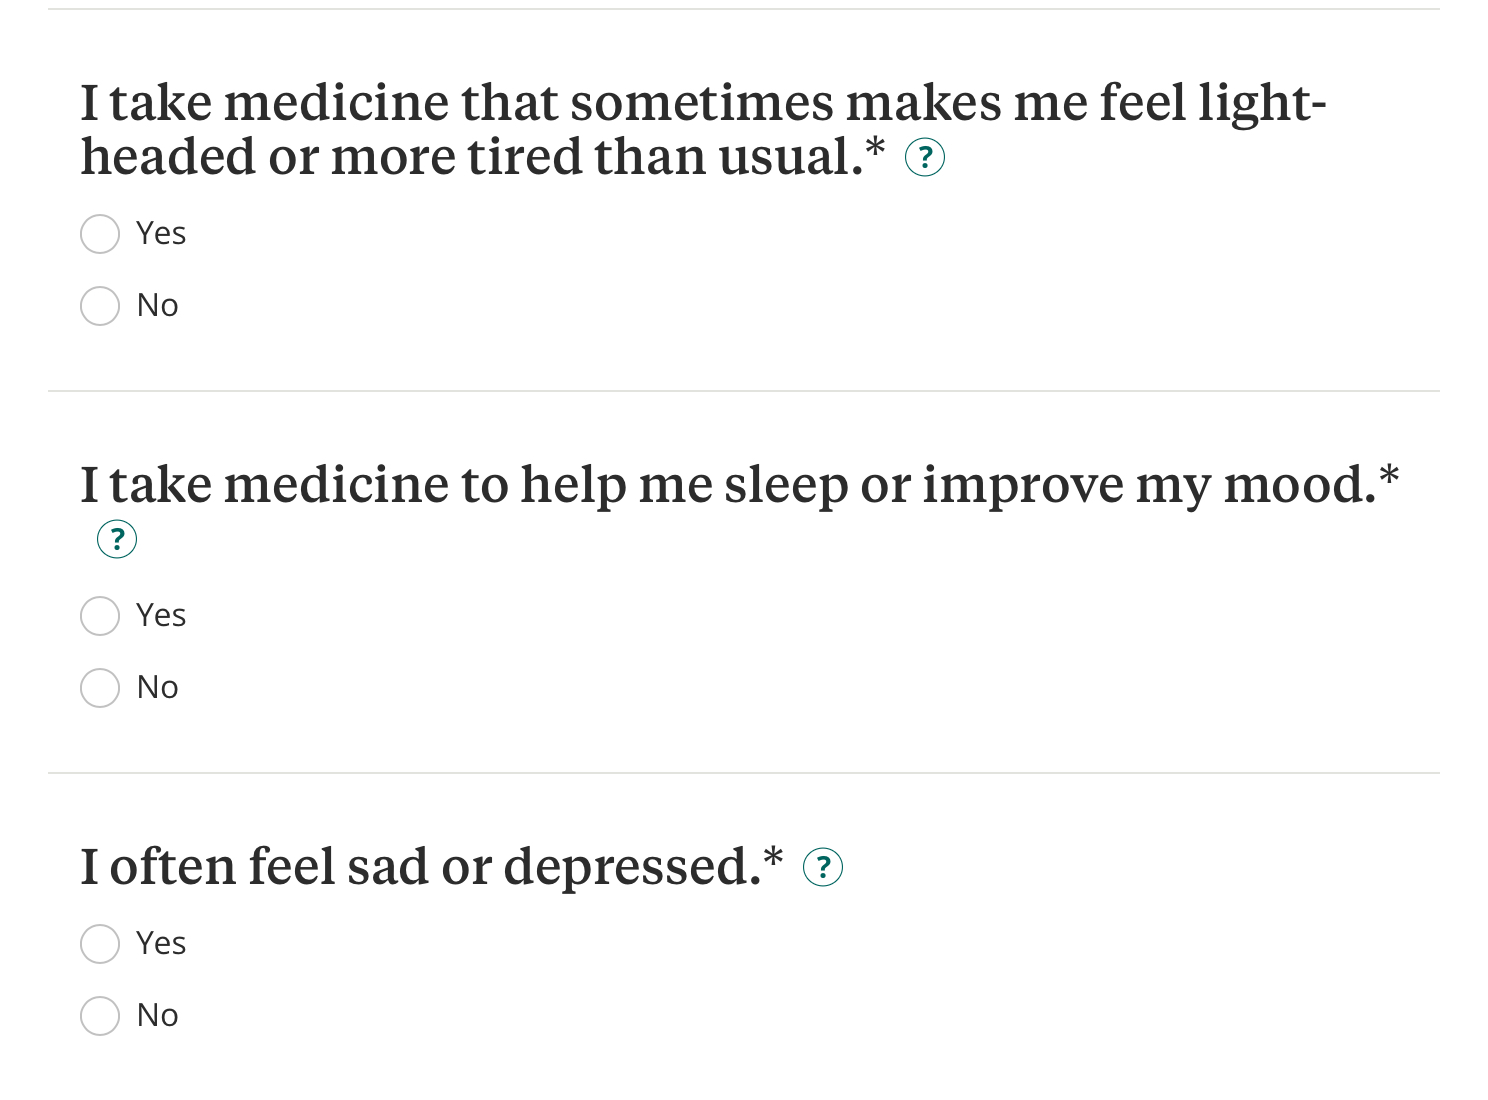 I take medicine that sometimes makes me feel light-
headed or more tired than usual.* ?
Yes
No
I take medicine to help me sleep or improve my mood.*
?
Yes
No
I often feel sad or depressed.* ?
Yes
No